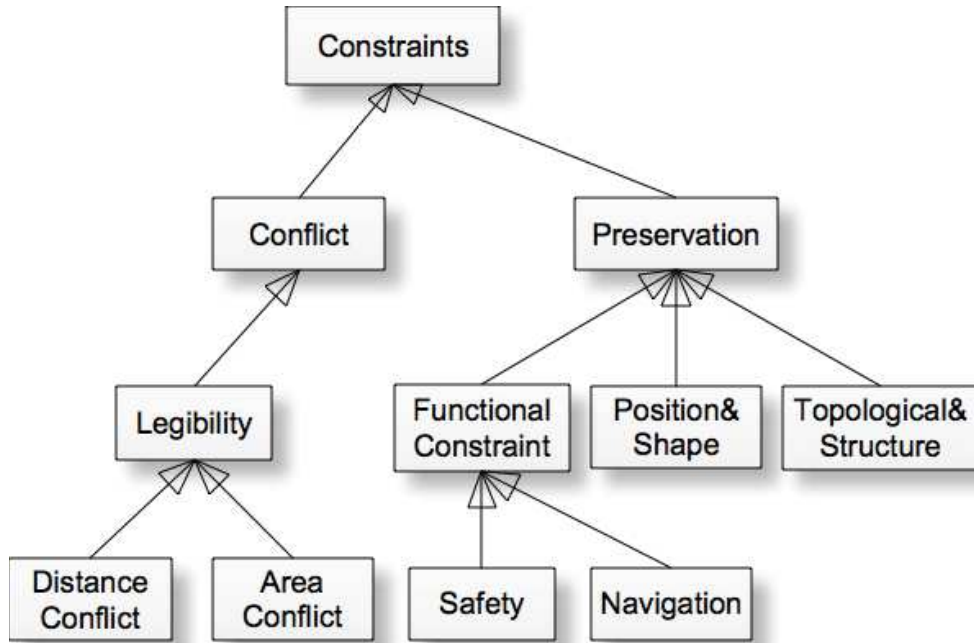 Constraints
Conflict
Preservation
Legibility
Functional
Constraint
Position&
Shape
Topological&
Structure
Distance
Conflict
Area
Conflict
Safety
Navigation